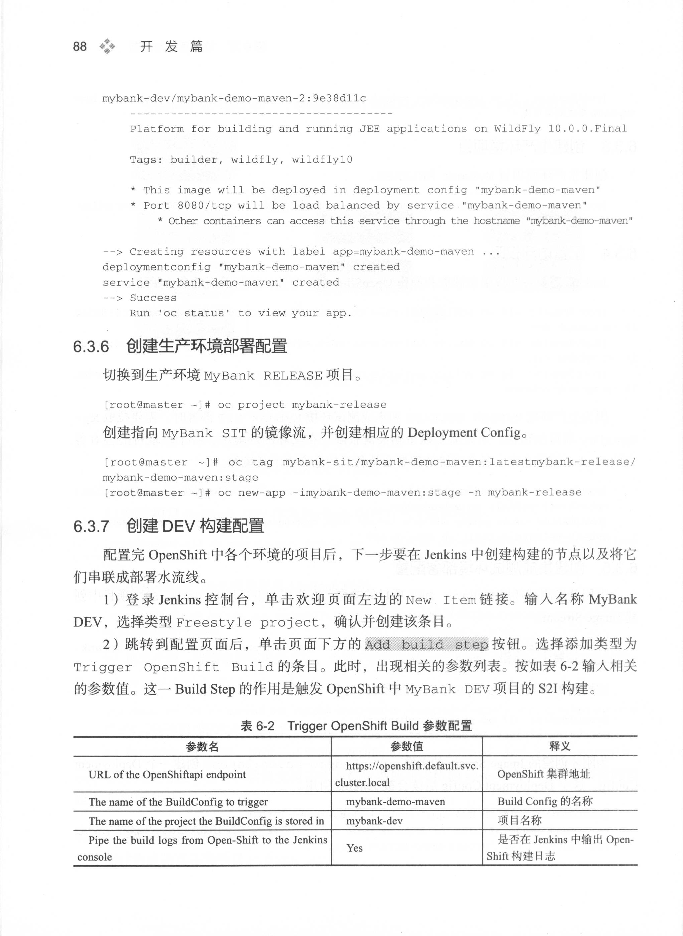 88 开 发 篇
mybank-dev/mybank-demo-maven-2:9e38d11c
---------------------------------------
Platform for building and running JEE applications on WildFly 10.0.0.Final
Tags: builder, wildfly, wildfly10
* This image will be deployed in deployment config "mybank-demo-maven"
* Port 8080/tcp will be load balanced by service "mybank-demo-maven"
* Other containers can access this service through the hostname "mybank-demo-maven"
--> Creating resources with label app=mybank-demo-maven ...
deploymentconfig "mybank-demo-maven" created
service "mybank-demo-maven" created
--> Success
Run 'oc status' to view your app.
6.3.6 创建生产环境部署配置
切换到生产环境 MyBank RELEASE 项目。
[root@master ~]# oc project mybank-release
创建指向 MyBank SIT 的镜像流，并创建相应的 Deployment Config。
[root@master ~]# oc tag mybank-sit/mybank-demo-maven:latestmybank-release/
mybank-demo-maven:stage
[root@master ~]# oc new-app -imybank-demo-maven:stage -n mybank-release
6.3.7 创建 DEV 构建配置
配置完 OpenShift 中各个环境的项目后，下一步要在 Jenkins 中创建构建的节点以及将它
们串联成部署水流线。
1）登录 Jenkins 控制台，单击欢迎页面左边的 New Item 链接。输入名称 MyBank
DEV，选择类型 Freestyle project，确认并创建该条目。
2）跳转到配置页面后，单击页面下方的 Add build step 按钮。选择添加类型为
Trigger OpenShift Build 的条目。此时，出现相关的参数列表。按如表 6-2 输入相关
的参数值。这一 Build Step 的作用是触发 OpenShift 中 MyBank DEV 项目的 S2I 构建。
表 6-2 Trigger OpenShift Build 参数配置
参数名 参数值 释义
URL of the OpenShiftapi endpoint https://openshift.default.svc.
cluster.local OpenShift 集群地址
The name of the BuildConfig to trigger mybank-demo-maven Build Config 的名称
The name of the project the BuildConfig is stored in mybank-dev 项目名称
Pipe the build logs from Open-Shift to the Jenkins
console Yes 是否在 Jenkins 中输出 Open-
Shift 构建日志